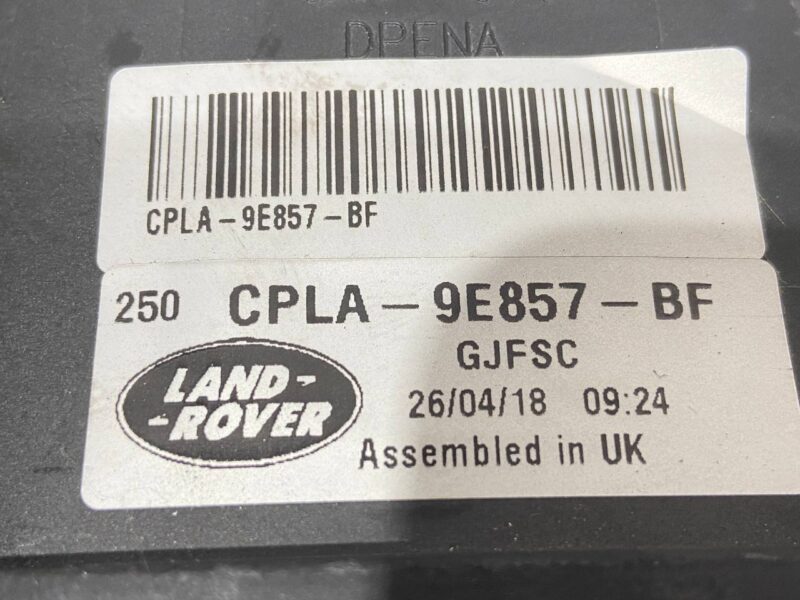 DPENA
CPLA-9E857-BF
250 CPLA-9E857-BF
GJFSC
LAND-
-ROVER
26/04/18 09:24
Assembled in UK